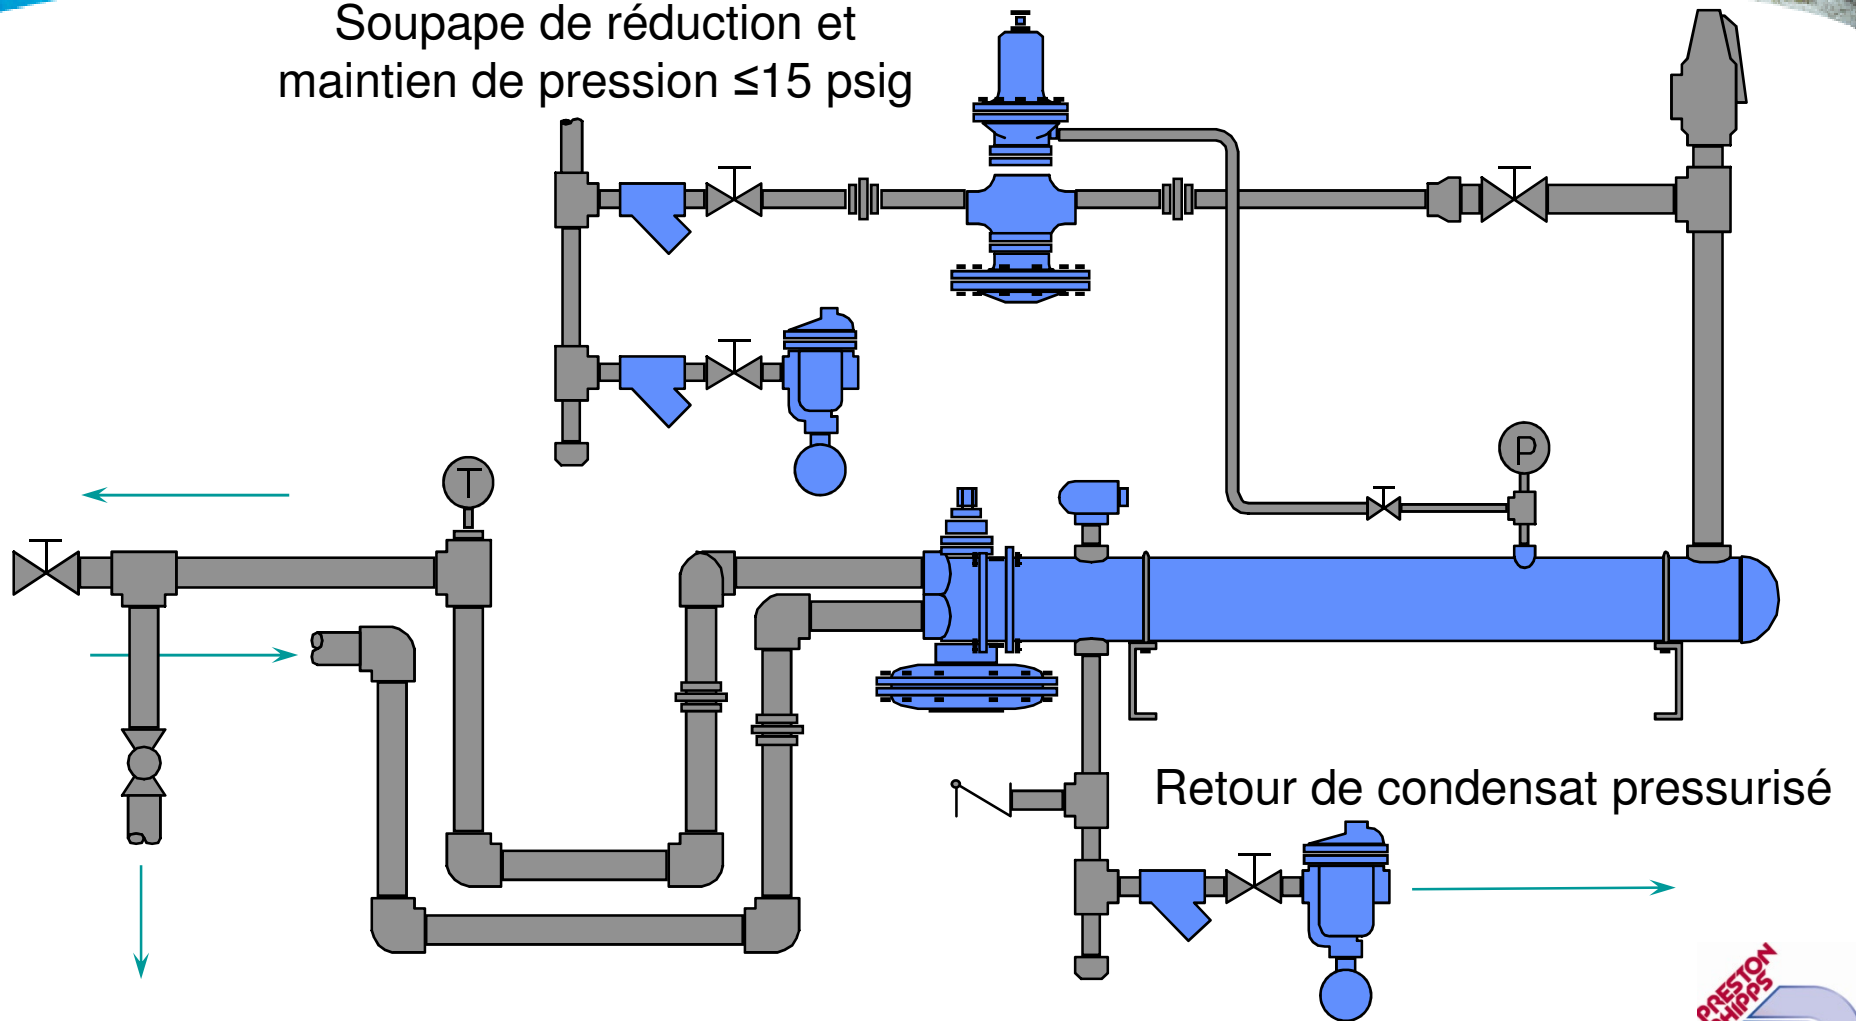 Soupape de réduction et
maintien de pression ≤15 psig
P
T
Retour de condensat pressurisé
PRESTON
PHIPPS